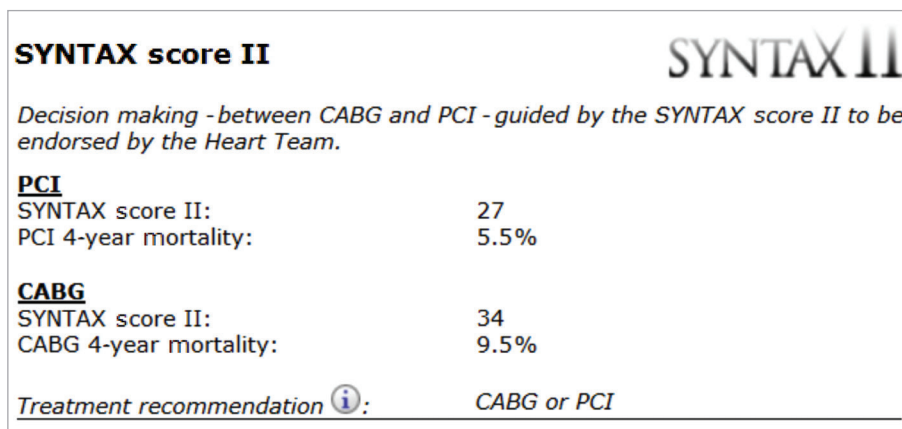 SYNTAX score II
SYNTAX II
Decision making - between CABG and PCI - guided by the SYNTAX score II to be
endorsed by the Heart Team.
PCI
SYNTAX score II: 27
PCI 4-year mortality: 5.5%
CABG
SYNTAX score II: 34
CABG 4-year mortality: 9.5%
Treatment recommendation i: CABG or PCI